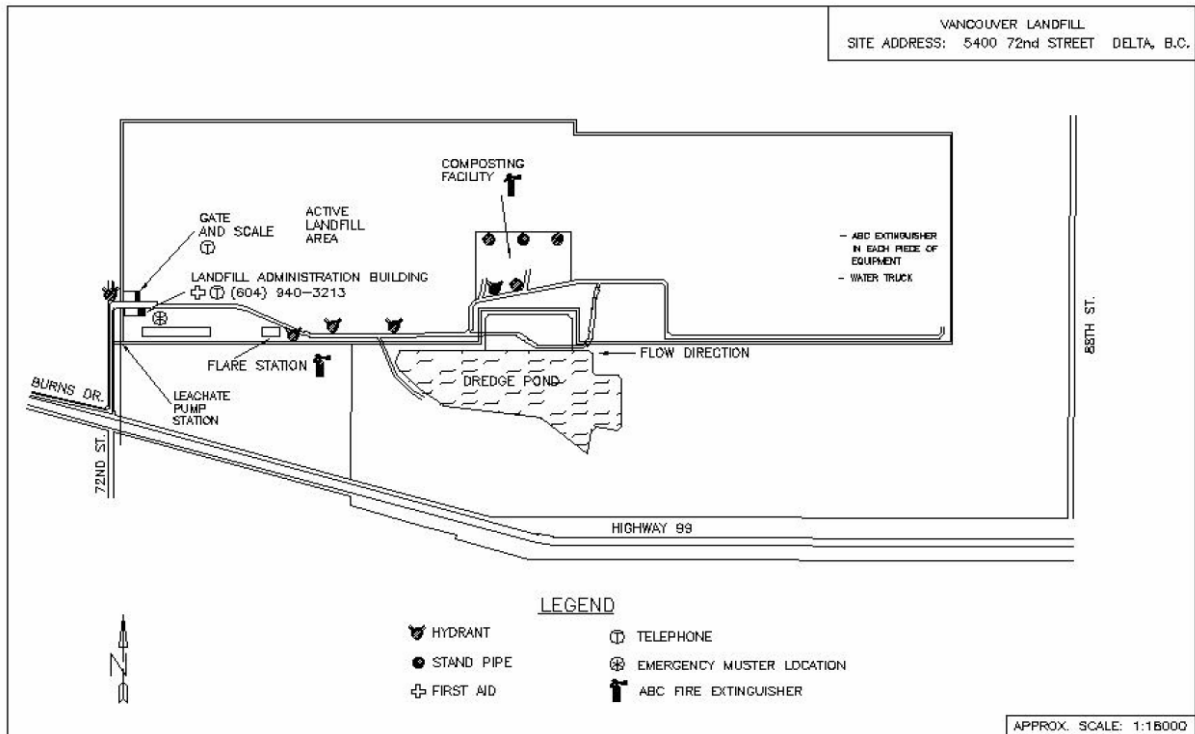 VANCOUVER LANDFILL
SITE ADDRESS: 5400 72nd STREET DELTA, B.C.
COMPOSTING
FACILITY
GATE
AND SCALE
T
ACTIVE
LANDFILL
AREA
LANDFILL ADMINISTRATION BUILDING
T (604) 940-3213
- ABC EXTINGUISHER
IN EACH PIECE OF
EQUIPMENT
- WATER TRUCK
88TH ST.
FLARE STATION
FLOW DIRECTION
DREDGE POND
BURNS DR.
LEACHATE
PUMP
STATION
72ND ST.
HIGHWAY 99
LEGEND
HYDRANT
STAND PIPE
FIRST AID
T TELEPHONE
EMERGENCY MUSTER LOCATION
ABC FIRE EXTINGUISHER
N
APPROX. SCALE: 1:18000